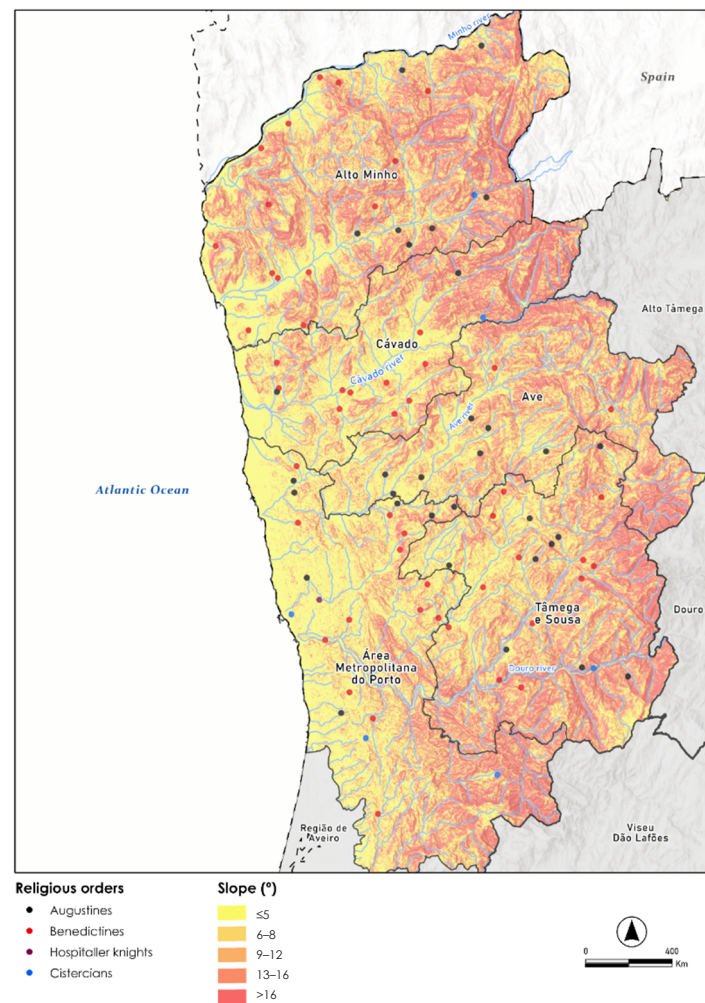 Minho river
Spain
Alto Minho
Alto Tâmega
Cávado
Cávado river
Ave
Ave river
Atlantic Ocean
Douro
Tâmega
e Sousa
Área
Metropolitana
do Porto
Douro river
Região de
Aveiro
Viseu
Dão Lafões
Religious orders
Augustines
Benedictines
Hospitaller knights
Cistercians
Slope (º)
≤5
6–8
9–12
13–16
>16
0 400
Km